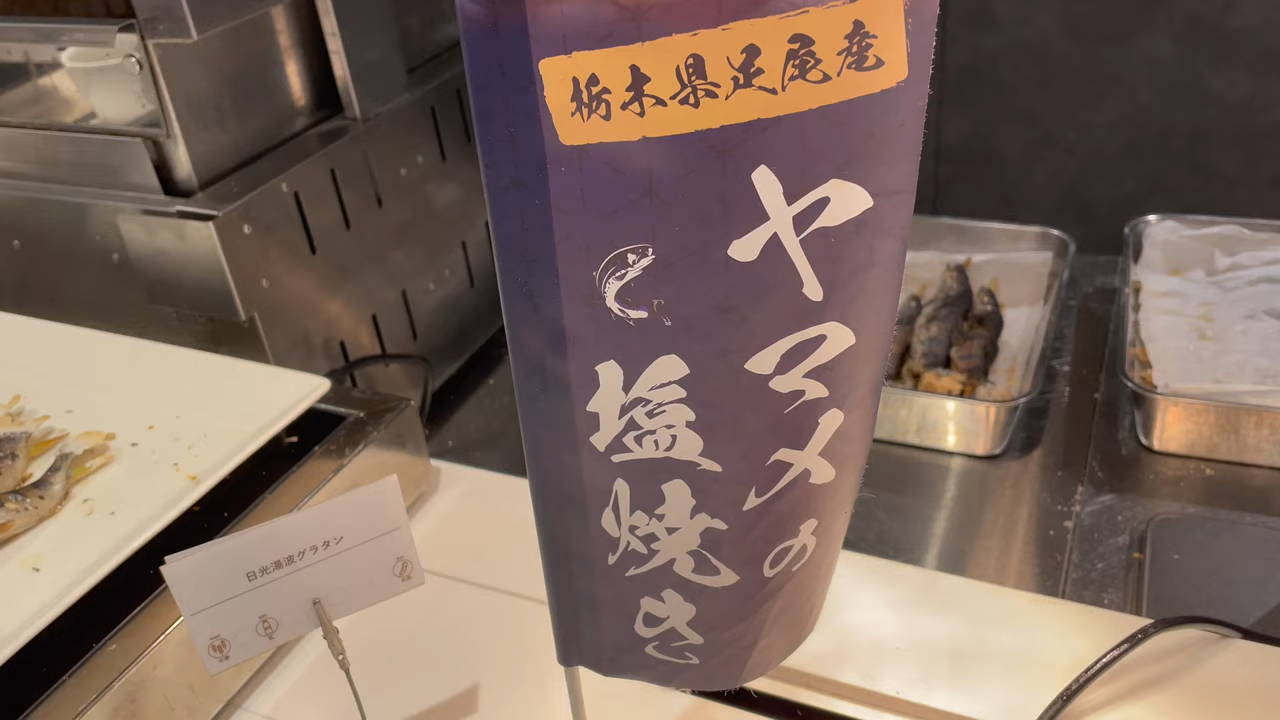 栃木県足尾産
ヤマメの
塩焼き
日光湯波グラタン